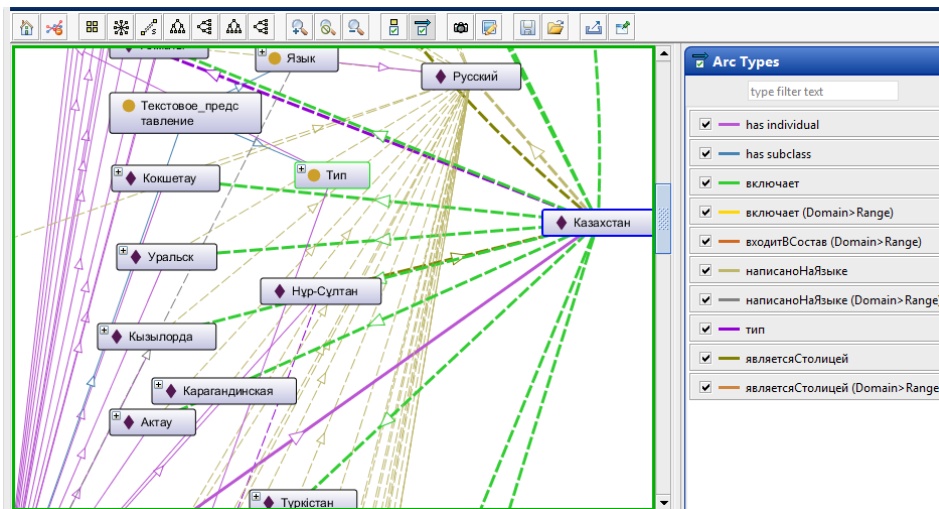 Язык
Русский
Текстовое_предс
тавление
Кокшетау
Тип
Казахстан
Уральск
Нұр-Сұлтан
Кызылорда
Карагандинская
Актау
Туркістан
Arc Types
type filter text
has individual
has subclass
включает
включает (Domain>Range)
входитВСостав (Domain>Range)
написаноНаЯзыке
написаноНаЯзыке (Domain>Range)
тип
являетсяСтолицей
являетсяСтолицей (Domain>Range